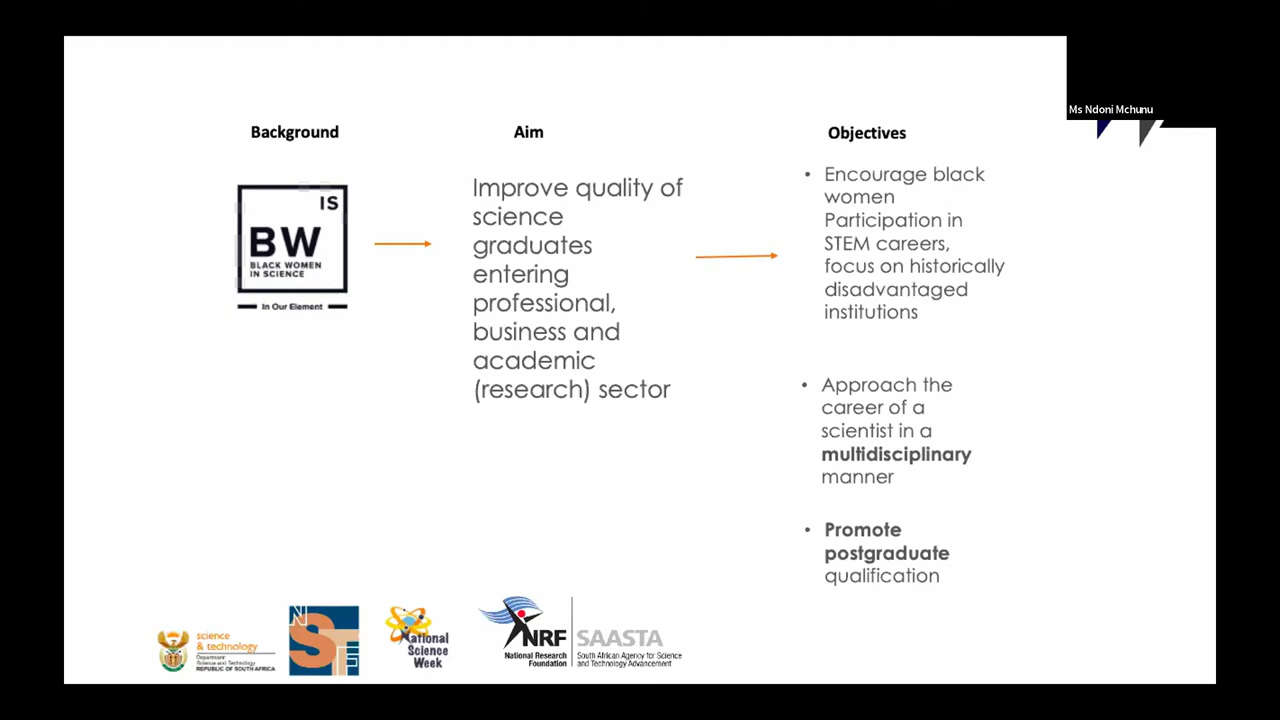 Ms Ndoni Mchunu
Background
Aim
Objectives
IS
BW
BLACK WOMEN
IN SCIENCE
In Our Element
Improve quality of
science
graduates
entering
professional,
business and
academic
(research) sector
• Encourage black
women
Participation in
STEM careers,
focus on historically
disadvantaged
institutions
• Approach the
career of a
scientist in a
multidisciplinary
manner
• Promote
postgraduate
qualification
science
& technology
Department
Science and Technology
REPUBLIC OF SOUTH AFRICA
NSTF
National
Science
Week
NRF
National Research
Foundation
SAASTA
South African Agency for Science
and Technology Advancement